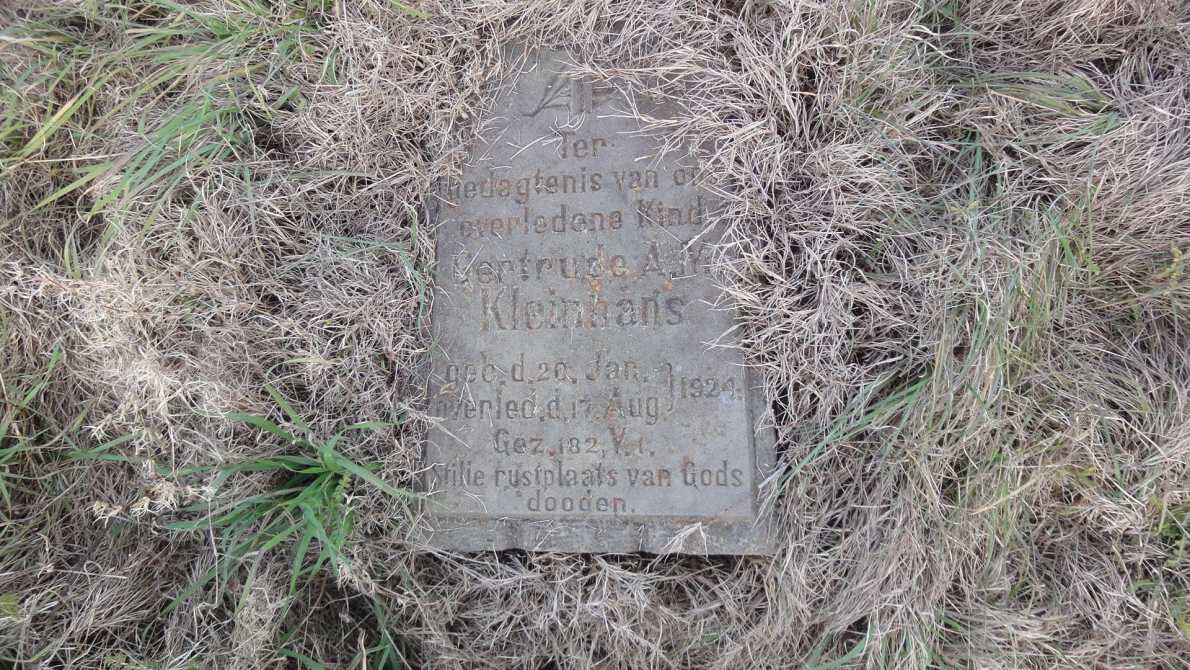 Ter
gedagtenis van on
overledene Kind
Gertrude A.
Kleinhans
geb. d. 20. Jan. } 1924.
overled. d. 17. Aug.
Gez. 182, V. 1.
Stille rustplaats van Gods
dooden.